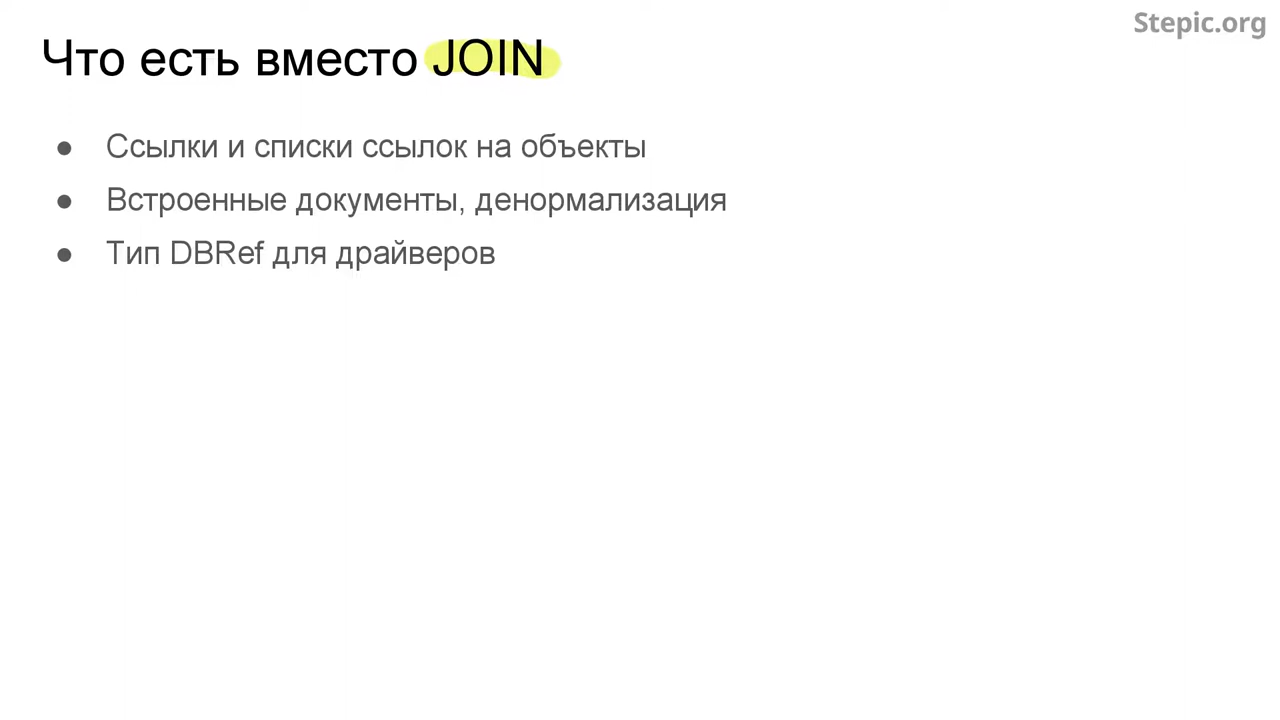 Stepic.org
Что есть вместо JOIN
● Ссылки и списки ссылок на объекты
● Встроенные документы, денормализация
● Тип DBRef для драйверов